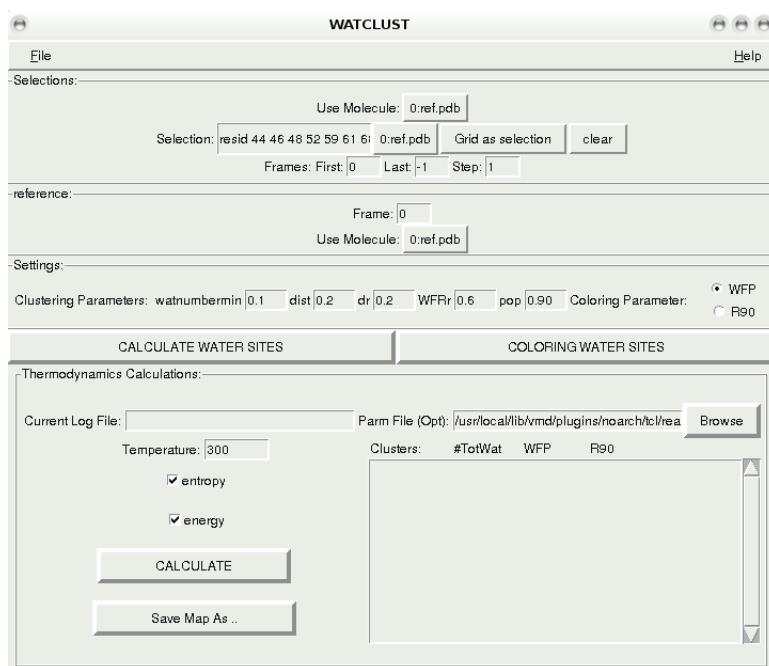 WATCLUST
File Help
Selections:
Use Molecule: 0:ref.pdb
Selection: resid 44 46 48 52 59 61 6 0:ref.pdb Grid as selection clear
Frames: First: 0 Last: -1 Step: 1
reference:
Frame: 0
Use Molecule: 0:ref.pdb
Settings:
Clustering Parameters: watnumbermin 0.1 dist 0.2 dr 0.2 WFRr 0.6 pop 0.90 Coloring Parameter: WFP
R90
CALCULATE WATER SITES COLORING WATER SITES
Thermodynamics Calculations:
Current Log File: Parm File (Opt): /usr/local/lib/vmd/plugins/noarch/tcl/rea Browse
Temperature: 300 Clusters: #TotWat WFP R90
entropy
energy
CALCULATE
Save Map As ..